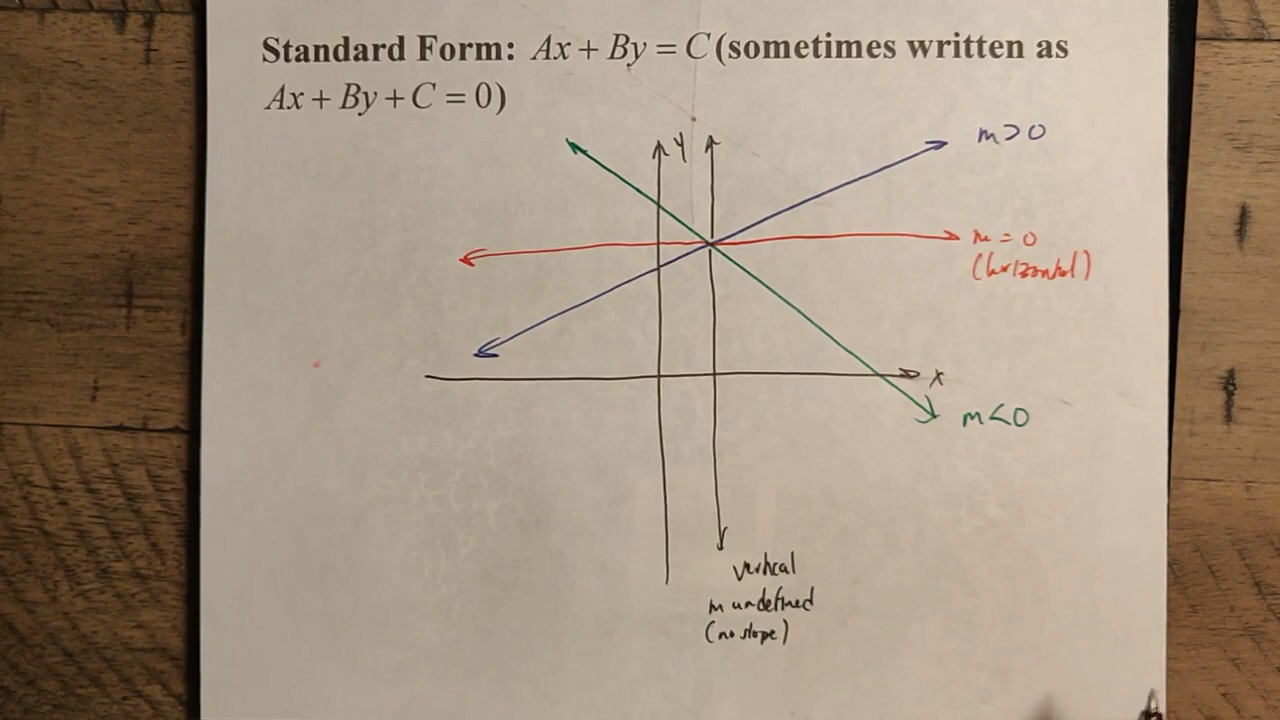 Standard Form: Ax + By = C (sometimes written as
Ax + By + C = 0)
y
m > 0
m = 0
(horizontal)
x
m < 0
vertical
m undefined
(no slope)